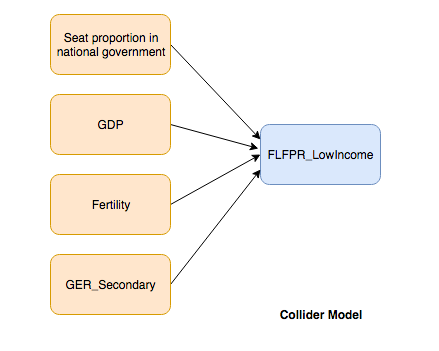 Seat proportion in
national government
GDP
FLFPR_LowIncome
Fertility
GER_Secondary
Collider Model